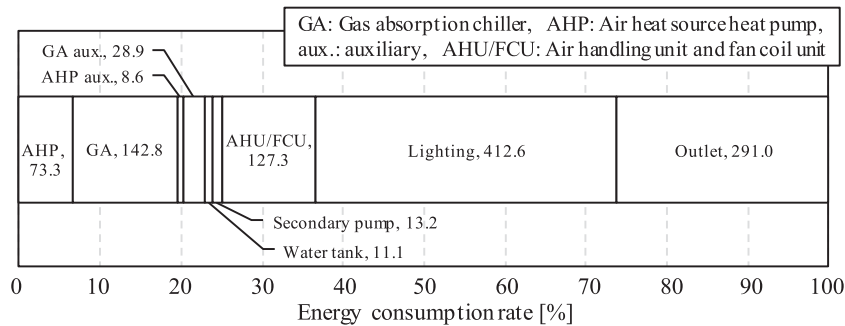 GA: Gas absorption chiller, AHP: Air heat source heat pump,
aux.: auxiliary, AHU/FCU: Air handling unit and fan coil unit
GA aux., 28.9
AHP aux., 8.6
AHP,
73.3
GA, 142.8
AHU/FCU,
127.3
Lighting, 412.6
Outlet, 291.0
Secondary pump, 13.2
Water tank, 11.1
0 10 20 30 40 50 60 70 80 90 100
Energy consumption rate [%]